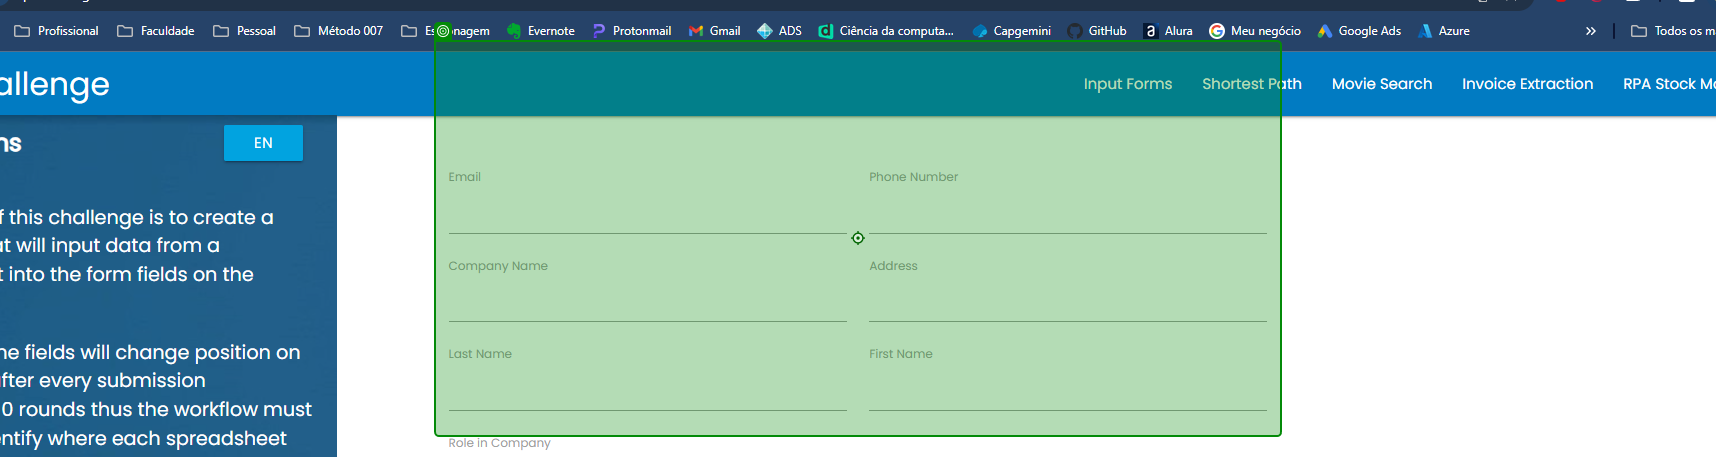 Profissional Faculdade Pessoal Método 007 Es nagem Evernote Protonmail Gmail ADS Ciência da computa... Capgemini GitHub Alura Meu negócio Google Ads Azure » Todos os m
allenge Input Forms Shortest Path Movie Search Invoice Extraction RPA Stock M
ns EN
Email Phone Number
f this challenge is to create a
at will input data from a
t into the form fields on the
Company Name Address
ne fields will change position on
after every submission
0 rounds thus the workflow must
entify where each spreadsheet
Last Name First Name
Role in Company